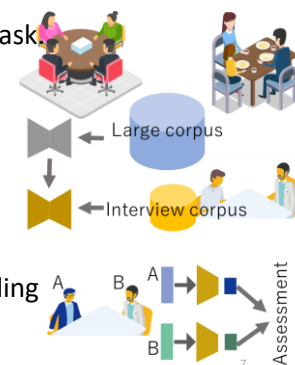 ask.
Large corpus
Interview corpus
ling
A
B
A
B
Assessment
7